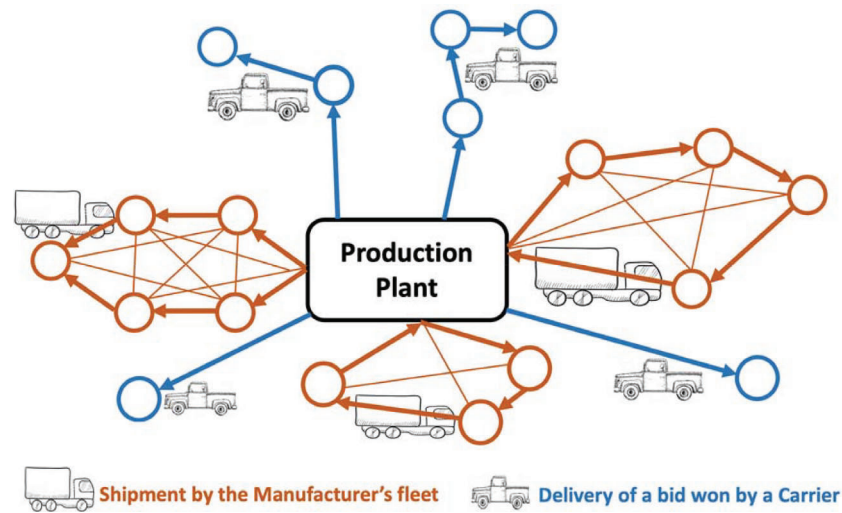 Production
Plant
Shipment by the Manufacturer's fleet
Delivery of a bid won by a Carrier